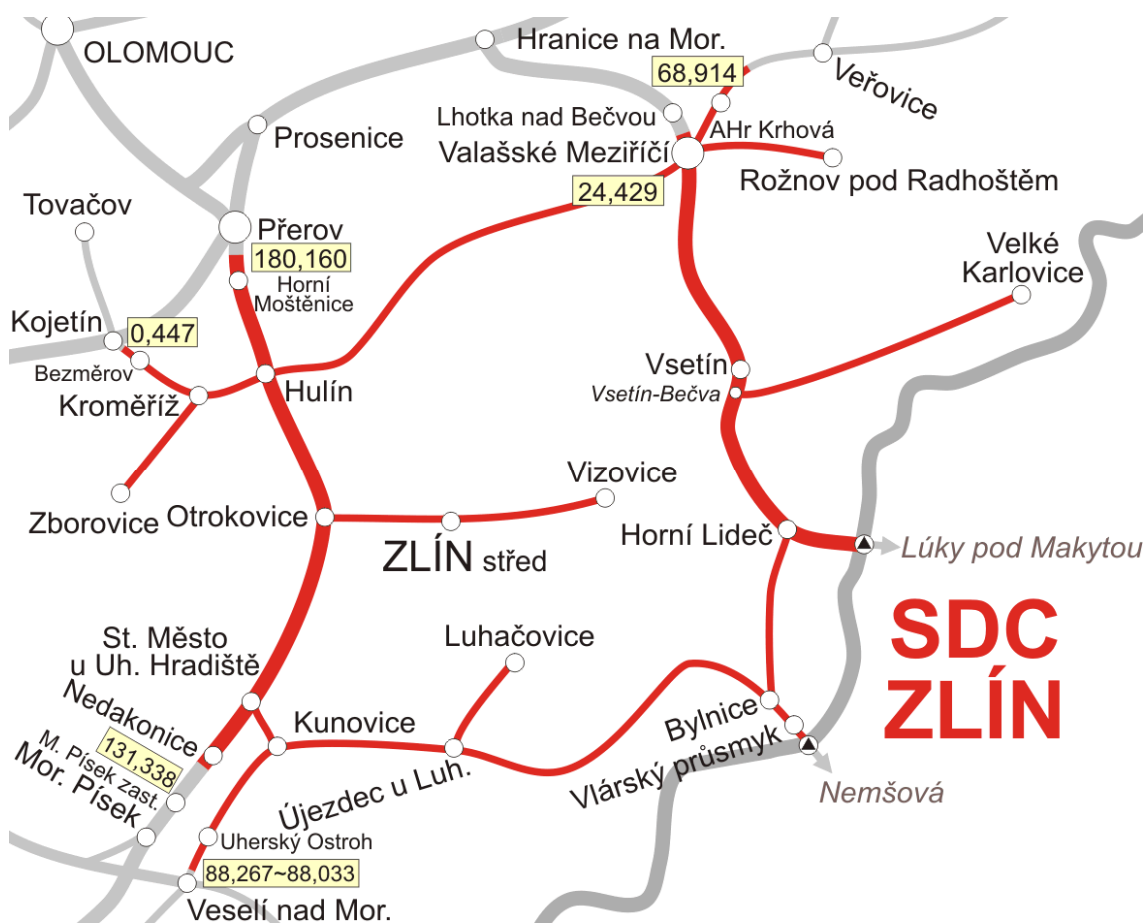 OLOMOUC
Hranice na Mor.
68,914
Veřovice
Lhotka nad Bečvou
AHr Krhová
Prosenice
Valašské Meziříčí
Rožnov pod Radhoštěm
24,429
Tovačov
Přerov
180,160
Horní
Moštěnice
Velké
Karlovice
Kojetín
0,447
Bezměrov
Kroměříž
Hulín
Vsetín
Vsetín-Bečva
Zborovice
Otrokovice
Vizovice
ZLÍN střed
Horní Lideč
Lúky pod Makytou
SDC
ZLÍN
St. Město
u Uh. Hradiště
Luhačovice
Nedakonice
131,338
M. Písek zast.
Mor. Písek
Kunovice
Újezdec u Luh.
Bylnice
Vlárský průsmyk
Nemšová
Uherský Ostroh
88,267~88,033
Veselí nad Mor.